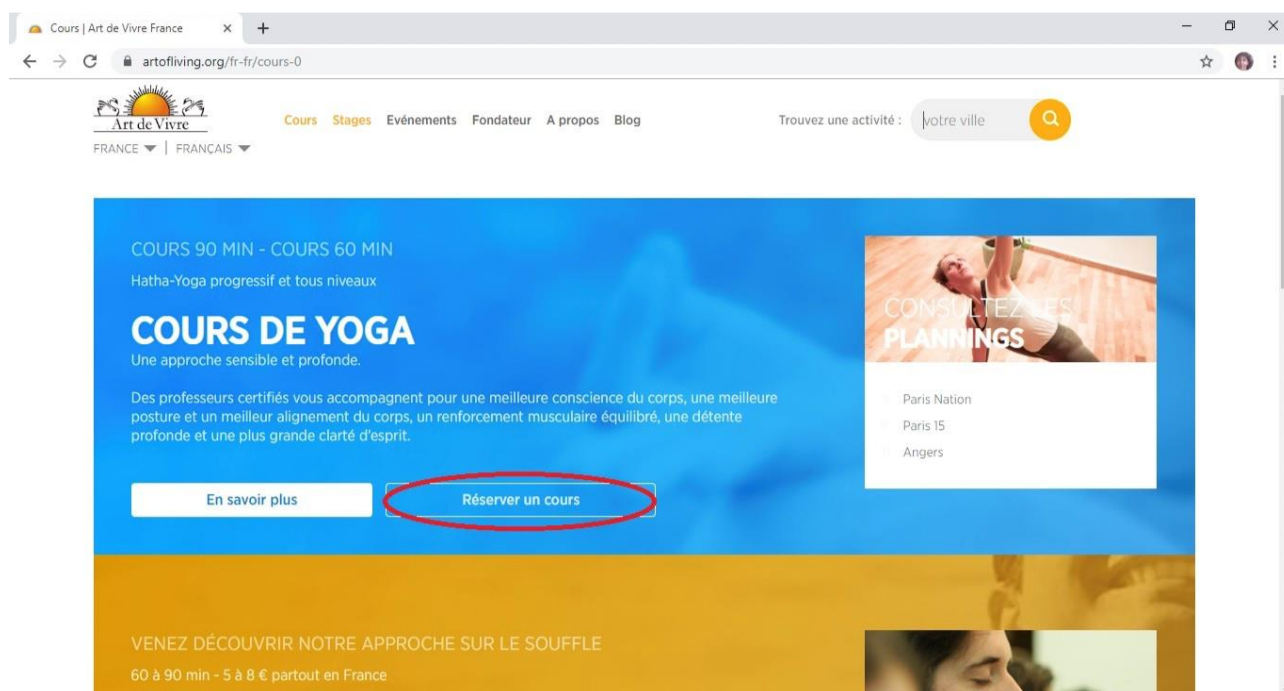 Cours | Art de Vivre France
artofliving.org/fr-fr/cours-0
Art de Vivre
Cours Stages Evénements Fondateur A propos Blog
Trouvez une activité : votre ville
FRANCE | FRANÇAIS
COURS 90 MIN - COURS 60 MIN
Hatha-Yoga progressif et tous niveaux
COURS DE YOGA
Une approche sensible et profonde.
Des professeurs certifiés vous accompagnent pour une meilleure conscience du corps, une meilleure
posture et un meilleur alignement du corps, un renforcement musculaire équilibré, une détente
profonde et une plus grande clarté d'esprit.
En savoir plus
Réserver un cours
CONSULTEZ LES
PLANNINGS
Paris Nation
Paris 15
Angers
VENEZ DÉCOUVRIR NOTRE APPROCHE SUR LE SOUFFLE
60 à 90 min - 5 à 8 € partout en France